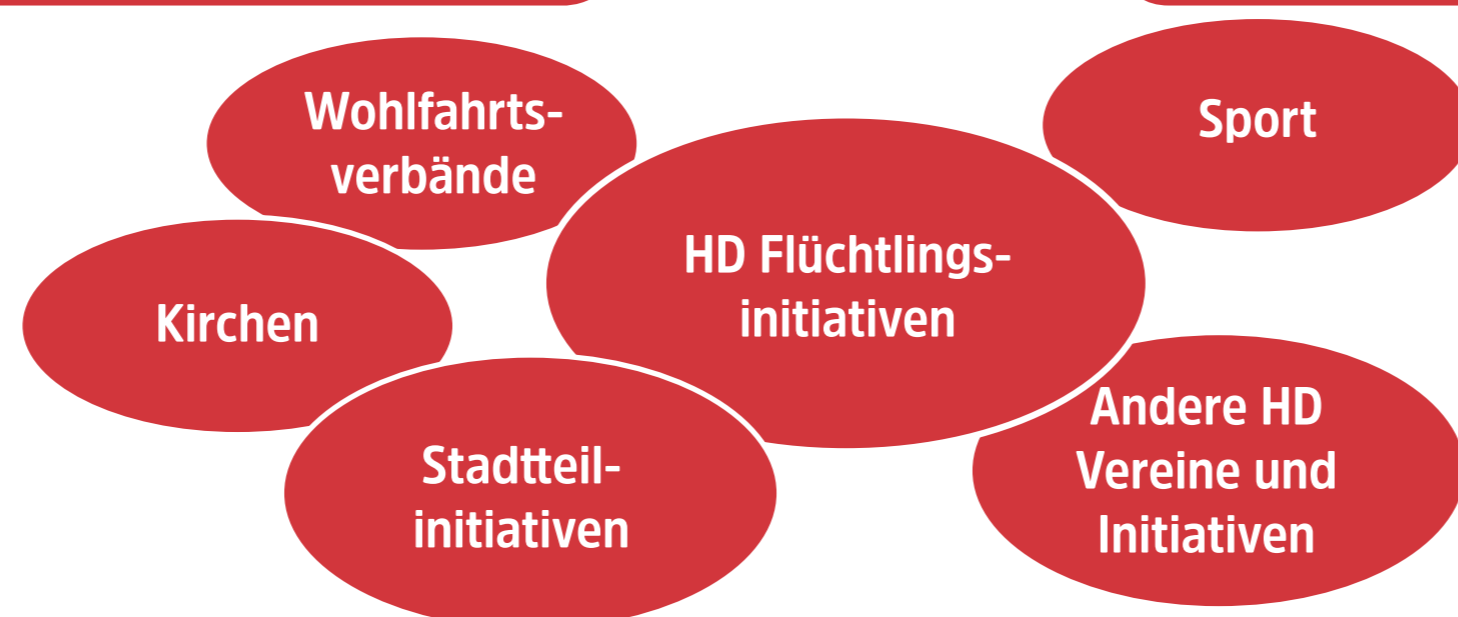 Wohlfahrts-
verbände
Sport
HD Flüchtlings-
initiativen
Kirchen
Stadtteil-
initiativen
Andere HD
Vereine und
Initiativen